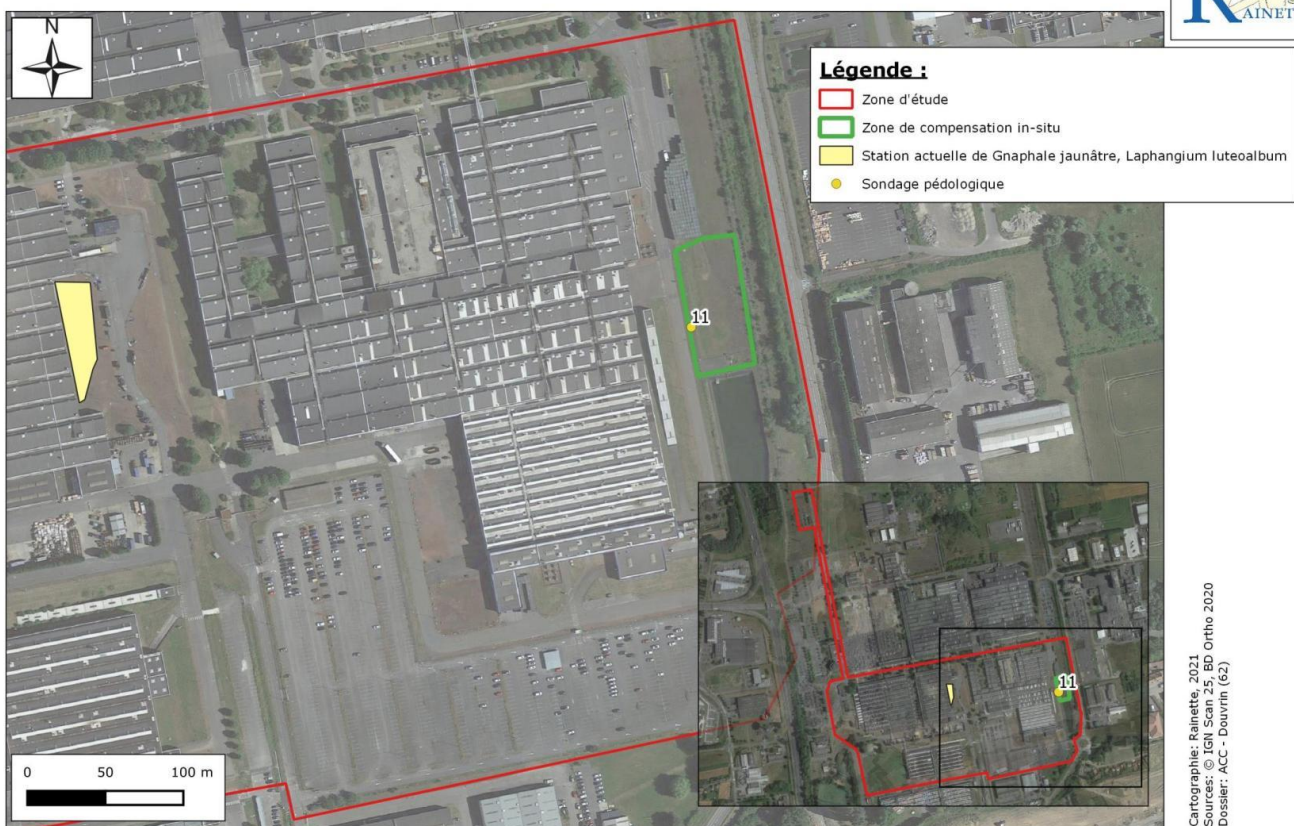 N
RAINET
Légende :
Zone d'étude
Zone de compensation in-situ
Station actuelle de Gnaphale jaunâtre, Laphangium luteoalbum
Sondage pédologique
11
11
0 50 100 m
Cartographie: Rainette, 2021
Sources: © IGN Scan 25, BD Ortho 2020
Dossier: ACC - Douvrin (62)